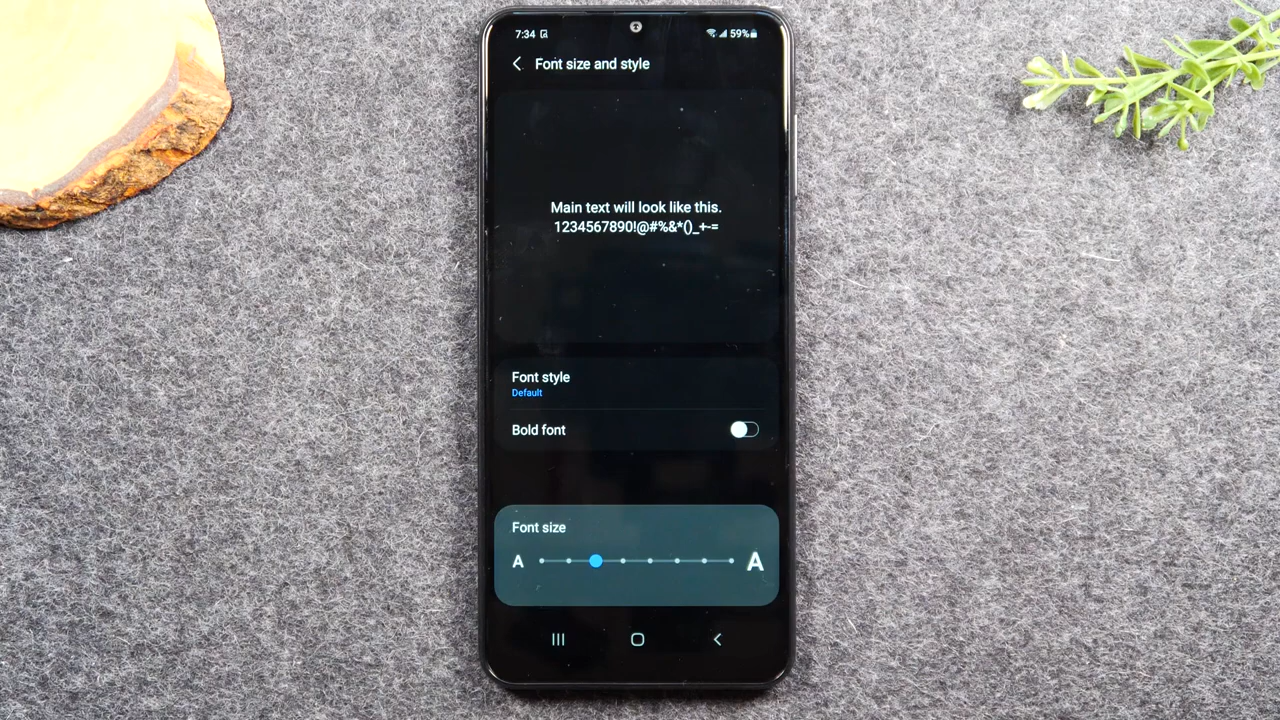 7:34
59%
Font size and style
Main text will look like this.
1234567890!@#%&*()_+-=
Font style
Default
Bold font
Font size
A A